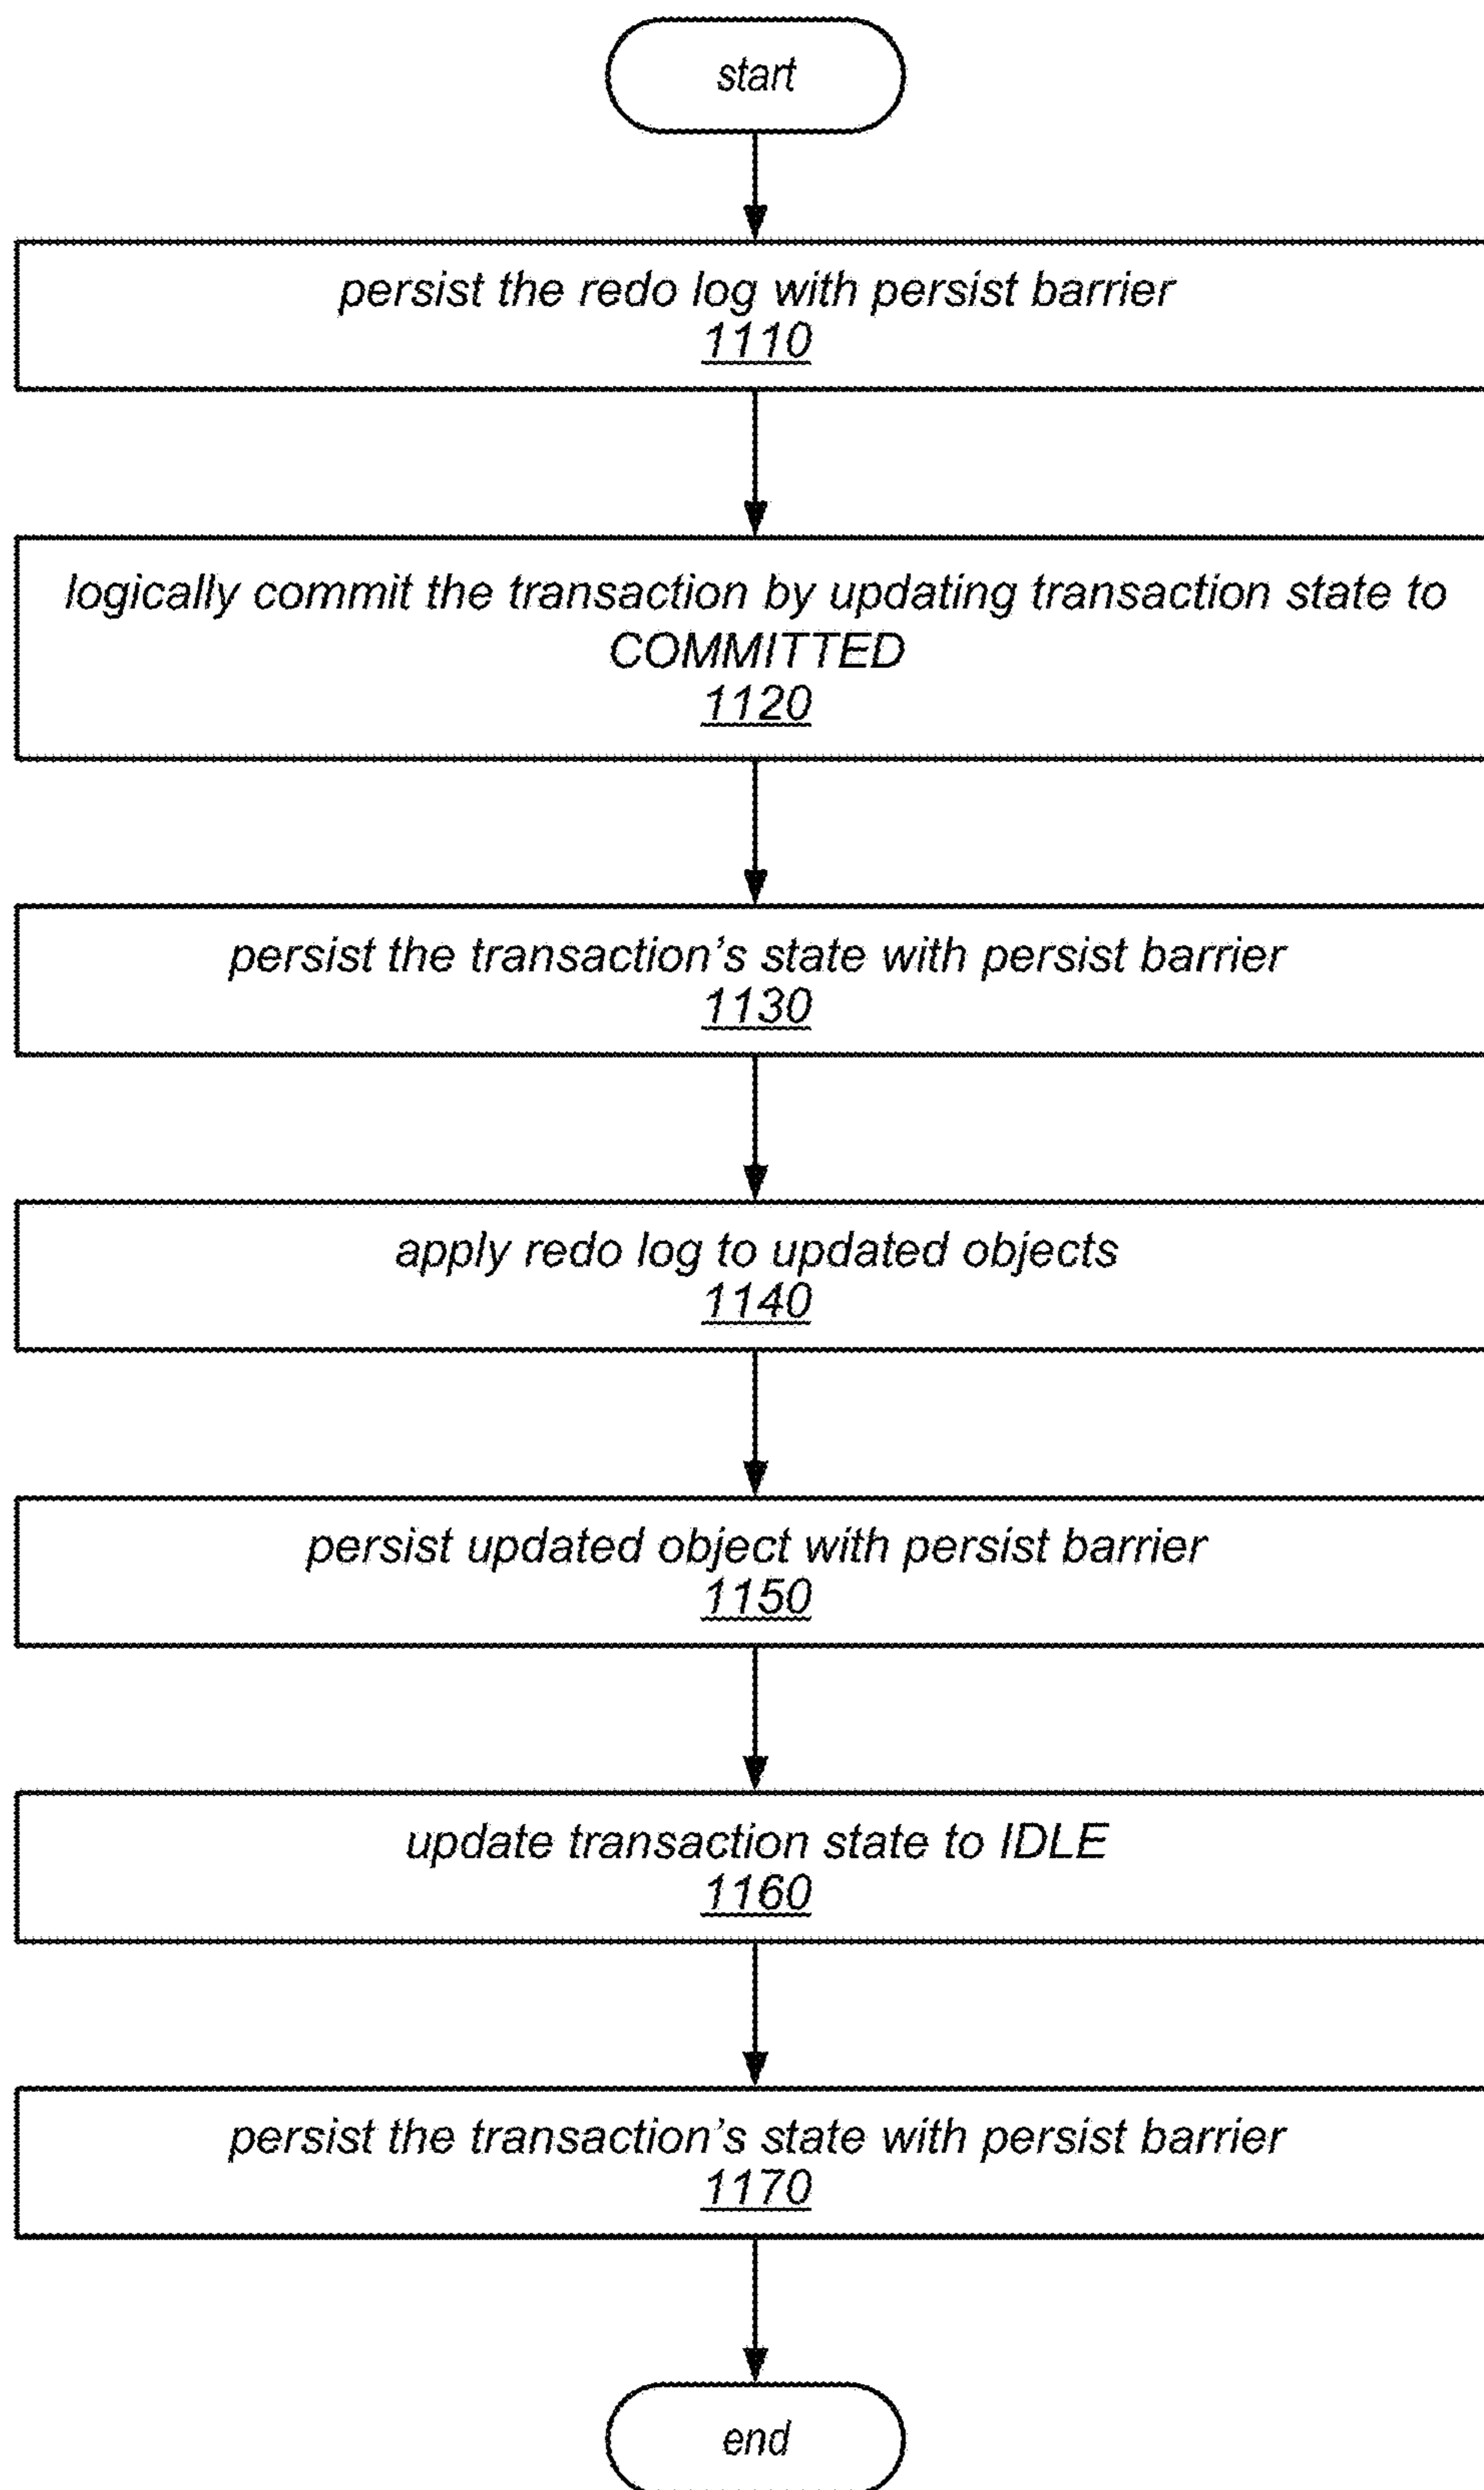 start
persist the redo log with persist barrier
1110
logically commit the transaction by updating transaction state to
COMMITTED
1120
persist the transaction's state with persist barrier
1130
apply redo log to updated objects
1140
persist updated object with persist barrier
1150
update transaction state to IDLE
1160
persist the transaction's state with persist barrier
1170
end